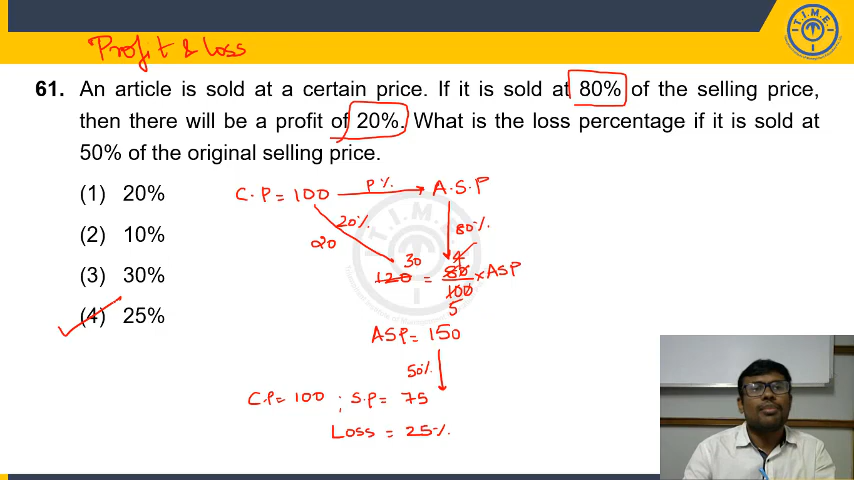 T.I.M.E.
Profit & loss
61. An article is sold at a certain price. If it is sold at 80% of the selling price,
then there will be a profit of 20%. What is the loss percentage if it is sold at
50% of the original selling price.
(1) 20%
(2) 10%
(3) 30%
(4) 25%
C.P = 100 P% A.S.P
20% 80%
20
30 4
120 = 80/100 × ASP
5
ASP = 150
50%
C.P = 100 ; S.P = 75
Loss = 25%
T.I.M.E.